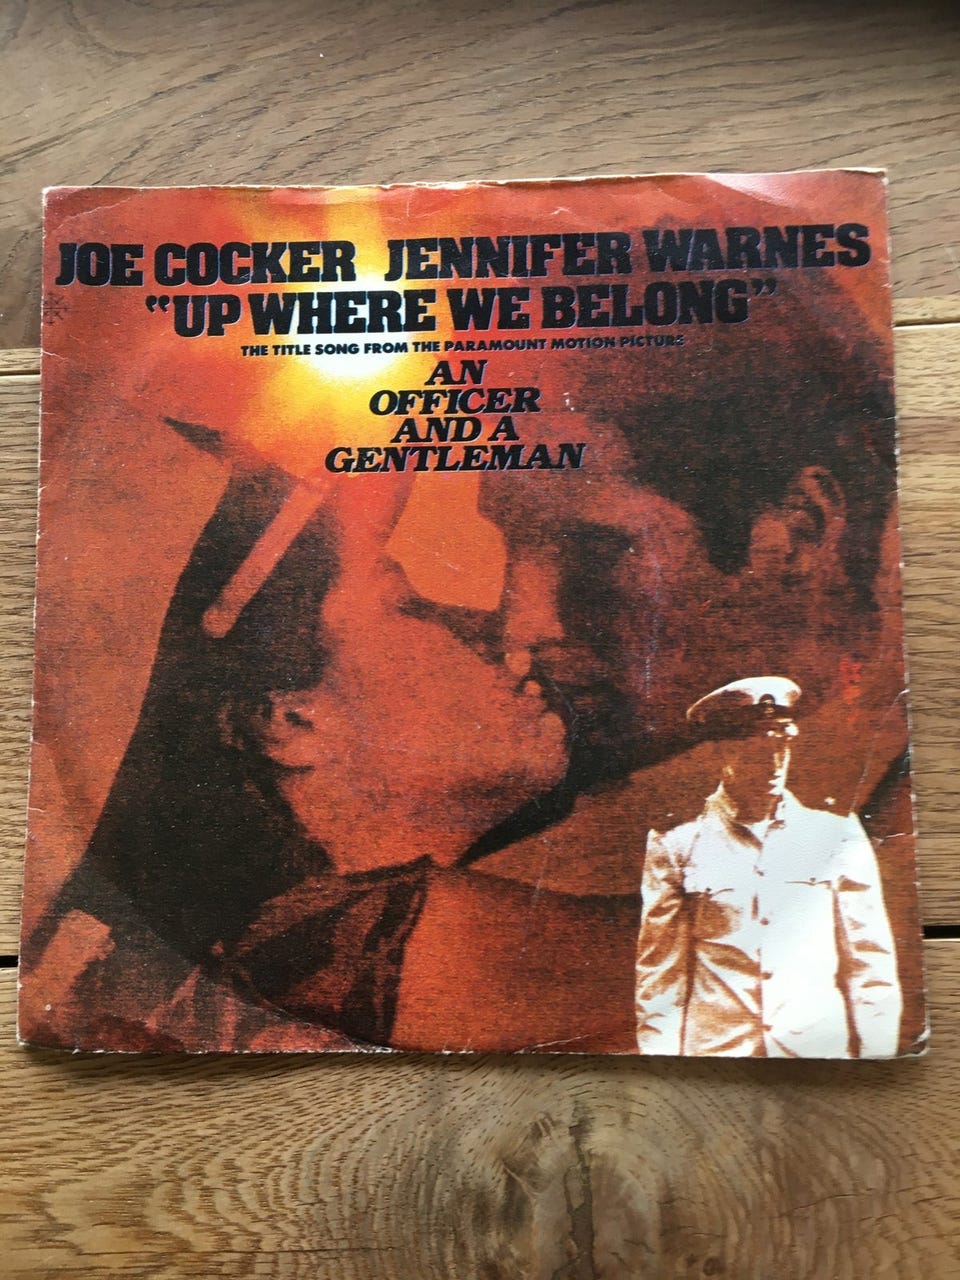 JOE COCKER JENNIFER WARNES
“UP WHERE WE BELONG”
THE TITLE SONG FROM THE PARAMOUNT MOTION PICTURE
AN
OFFICER
AND A
GENTLEMAN